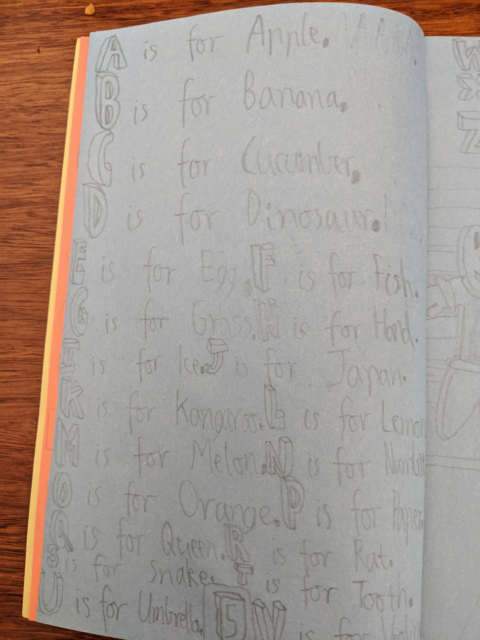 A is for Apple.
B is for Banana.
C is for Cucumber.
D is for Dinosaur.
E is for Egg. F is for Fish.
G is for Grass. H is for Hand.
I is for Ice. J is for Japan.
K is for Kangaroo. L is for Lemon
M is for Melon. N is for
O is for Orange. P is for Paper
Q is for Queen. R is for Rat.
S is for snake. T is for Tooth.
U is for Umbrella. 5 V is for
W
X
Z